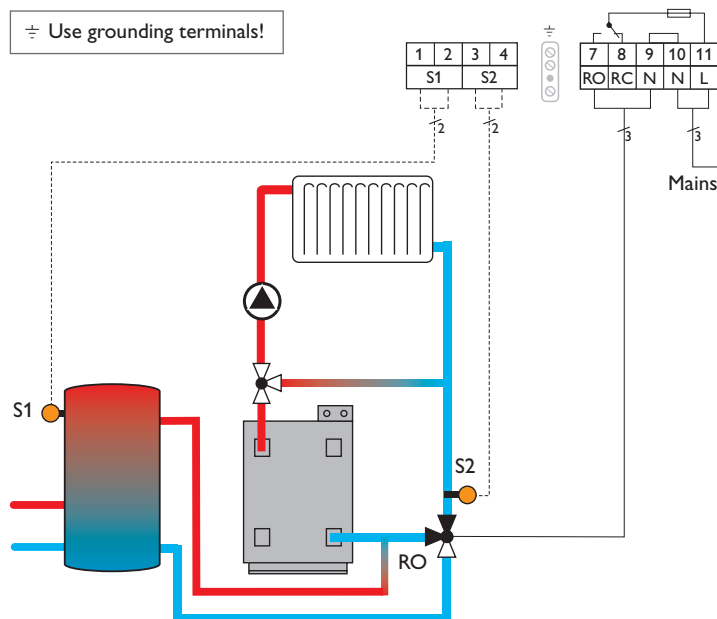 ⏚ Use grounding terminals!
1 2 3 4
S1 S2
⏚
7 8 9 10 11
RO RC N N L
2 2 3 3
Mains
S1
S2
RO